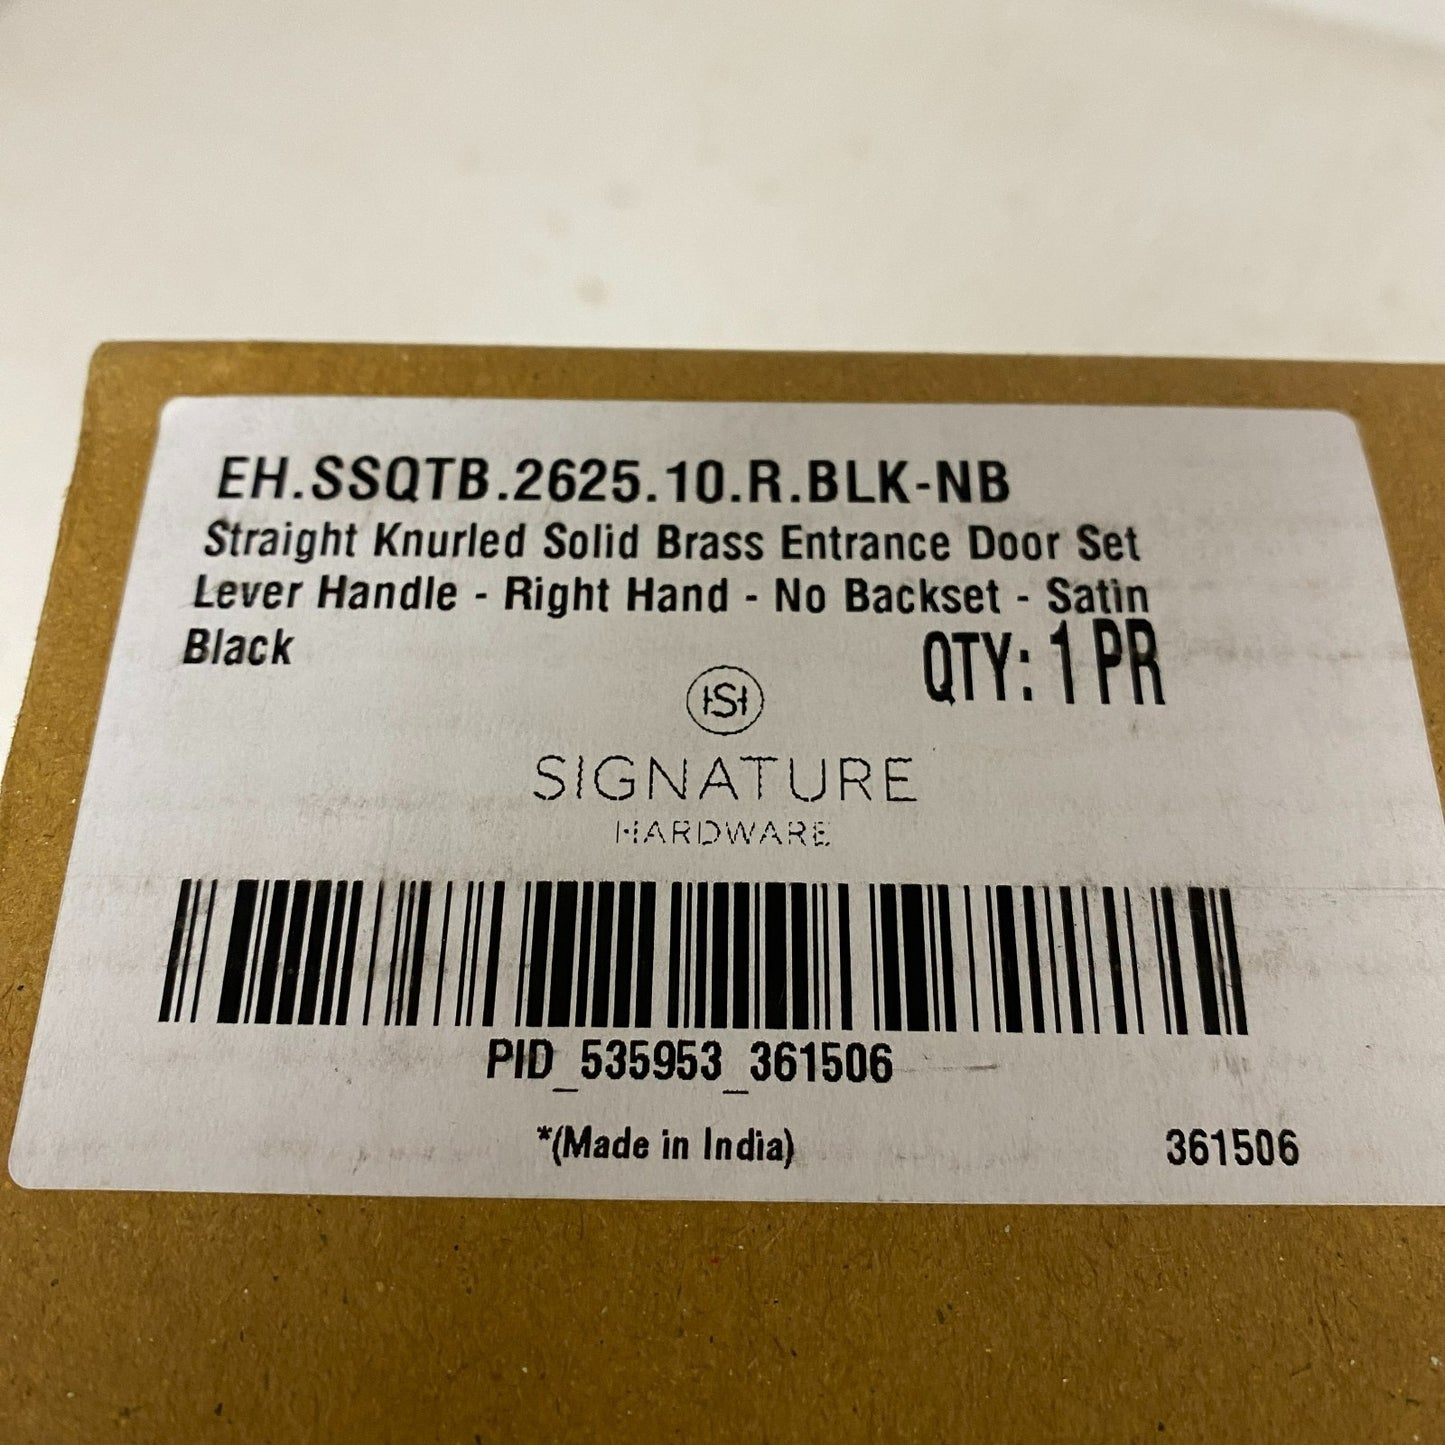 EH.SSQTB.2625.10.R.BLK-NB
Straight Knurled Solid Brass Entrance Door Set
Lever Handle - Right Hand - No Backset - Satin
Black
QTY: 1 PR
SH
SIGNATURE
HARDWARE
PID_535953_361506
*(Made in India)
361506